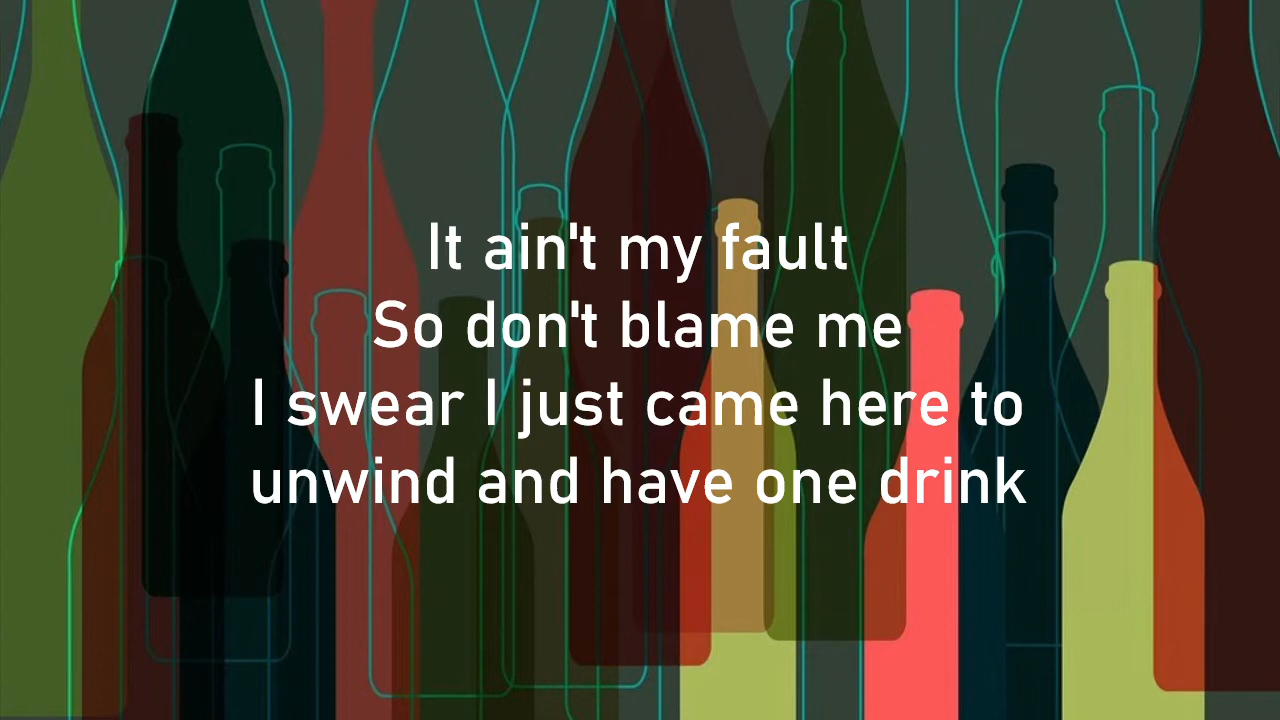 It ain't my fault
So don't blame me
I swear I just came here to
unwind and have one drink